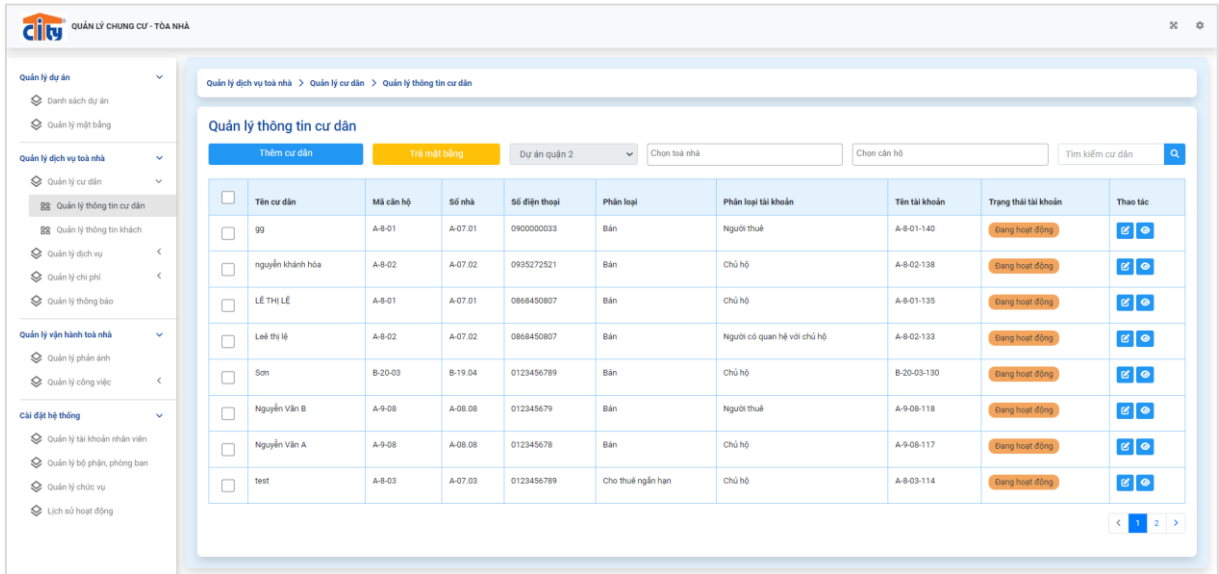 city QUẢN LÝ CHUNG CƯ - TÒA NHÀ
Quản lý dự án
Danh sách dự án
Quản lý mặt bằng
Quản lý dịch vụ toà nhà
Quản lý cư dân
Quản lý thông tin cư dân
Quản lý thông tin khách
Quản lý dịch vụ
Quản lý chi phí
Quản lý thông báo
Quản lý vận hành toà nhà
Quản lý phản ánh
Quản lý công việc
Cài đặt hệ thống
Quản lý tài khoản nhân viên
Quản lý bộ phận, phòng ban
Quản lý chức vụ
Lịch sử hoạt động
Quản lý dịch vụ toà nhà > Quản lý cư dân > Quản lý thông tin cư dân
Quản lý thông tin cư dân
Thêm cư dân Trả mặt bằng Dự án quận 2 Chọn toà nhà Chọn căn hộ Tìm kiếm cư dân
Tên cư dân Mã căn hộ Số nhà Số điện thoại Phân loại Phân loại tài khoản Tên tài khoản Trạng thái tài khoản Thao tác
gg A-8-01 A-07.01 0900000033 Bán Người thuê A-8-01-140 Đang hoạt động
nguyễn khánh hóa A-8-02 A-07.02 0935272521 Bán Chủ hộ A-8-02-138 Đang hoạt động
LÊ THỊ LỆ A-8-01 A-07.01 0868450807 Bán Chủ hộ A-8-01-135 Đang hoạt động
Leê thị lệ A-8-02 A-07.02 0868450807 Bán Người có quan hệ với chủ hộ A-8-02-133 Đang hoạt động
Sơn B-20-03 B-19.04 0123456789 Bán Chủ hộ B-20-03-130 Đang hoạt động
Nguyễn Văn B A-9-08 A-08.08 012345679 Bán Người thuê A-9-08-118 Đang hoạt động
Nguyễn Văn A A-9-08 A-08.08 012345678 Bán Chủ hộ A-9-08-117 Đang hoạt động
test A-8-03 A-07.03 0123456789 Cho thuê ngắn hạn Chủ hộ A-8-03-114 Đang hoạt động
< 1 2 >